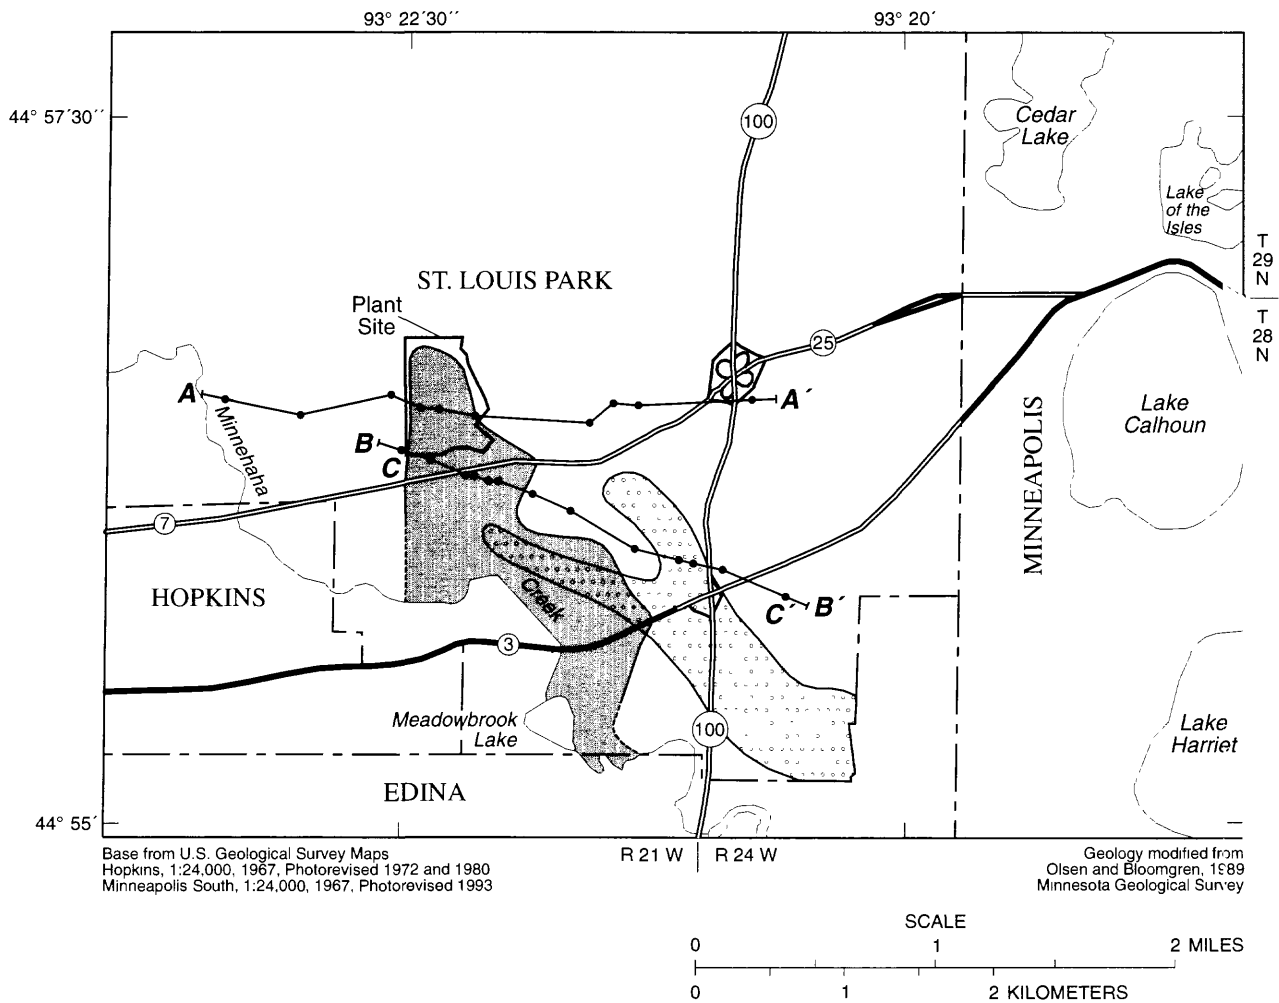 93° 22′30′′
93° 20′
44° 57′30′′
100
Cedar
Lake
Lake
of the
Isles
T
29
N
T
28
N
ST. LOUIS PARK
Plant
Site
25
A
A′
Minnehaha
B
C
Lake
Calhoun
MINNEAPOLIS
7
HOPKINS
Creek
C′
B′
3
Meadowbrook
Lake
100
Lake
Harriet
EDINA
44° 55′
Base from U.S. Geological Survey Maps
Hopkins, 1:24,000, 1967, Photorevised 1972 and 1980
Minneapolis South, 1:24,000, 1967, Photorevised 1993
R 21 W
R 24 W
Geology modified from
Olsen and Bloomgren, 1989
Minnesota Geological Survey
SCALE
0 1 2 MILES
0 1 2 KILOMETERS